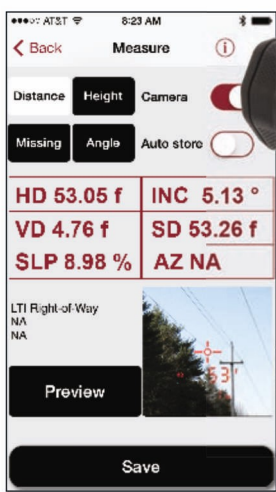 AT&T 8:23 AM
Back Measure i
Distance Height Camera
Missing Angle Auto store
HD 53.05 f INC 5.13 °
VD 4.76 f SD 53.26 f
SLP 8.98 % AZ NA
LTI Right-of-Way
NA
NA
53'
Preview
Save